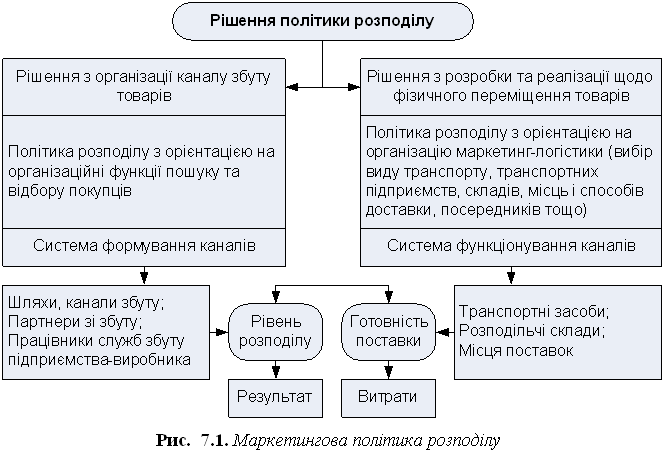 Рішення політики розподілу
Рішення з організації каналу збуту
товарів
Політика розподілу з орієнтацією на
організаційні функції пошуку та
відбору покупців
Система формування каналів
Рішення з розробки та реалізації щодо
фізичного переміщення товарів
Політика розподілу з орієнтацією на
організацію маркетинг-логістики (вибір
виду транспорту, транспортних
підприємств, складів, місць і способів
доставки, посередників тощо)
Система функціонування каналів
Шляхи, канали збуту;
Партнери зі збуту;
Працівники служб збуту
підприємства-виробника
Рівень
розподілу
Готовність
поставки
Транспортні засоби;
Розподільчі склади;
Місця поставок
Результат
Витрати
Рис. 7.1. Маркетингова політика розподілу